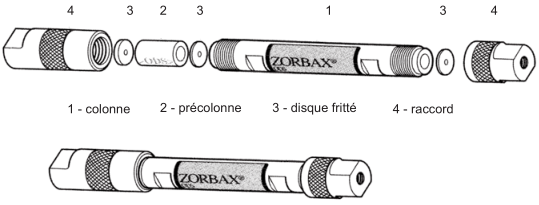 4 3 2 3 1 3 4
ZORBAX®
1 - colonne 2 - précolonne 3 - disque fritté 4 - raccord
ZORBAX®